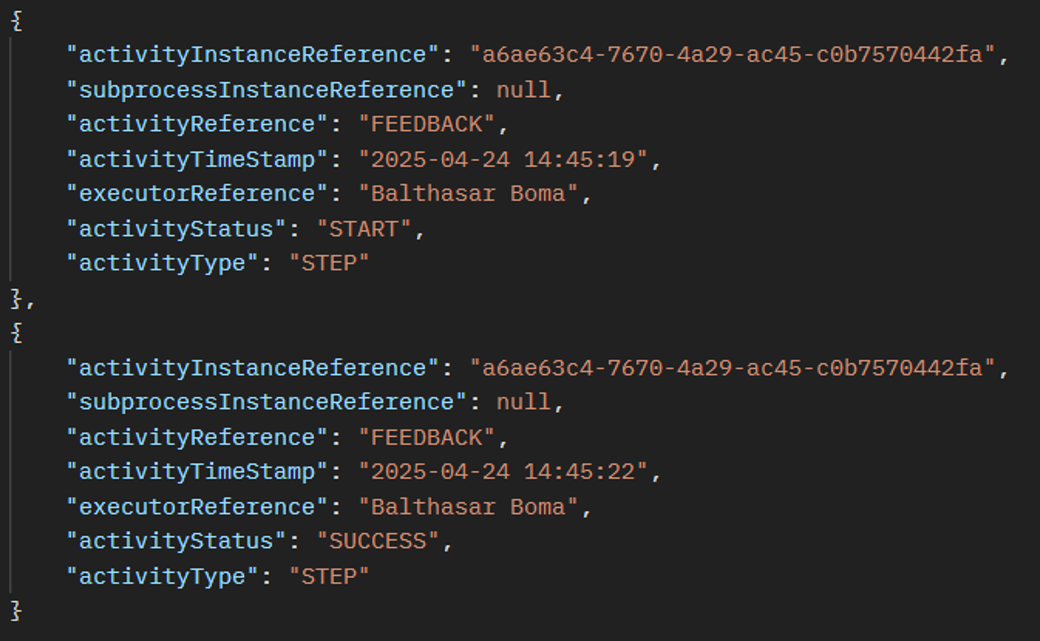 {
    "activityInstanceReference": "a6ae63c4-7670-4a29-ac45-c0b7570442fa",
    "subprocessInstanceReference": null,
    "activityReference": "FEEDBACK",
    "activityTimeStamp": "2025-04-24 14:45:19",
    "executorReference": "Balthasar Boma",
    "activityStatus": "START",
    "activityType": "STEP"
},
{
    "activityInstanceReference": "a6ae63c4-7670-4a29-ac45-c0b7570442fa",
    "subprocessInstanceReference": null,
    "activityReference": "FEEDBACK",
    "activityTimeStamp": "2025-04-24 14:45:22",
    "executorReference": "Balthasar Boma",
    "activityStatus": "SUCCESS",
    "activityType": "STEP"
}